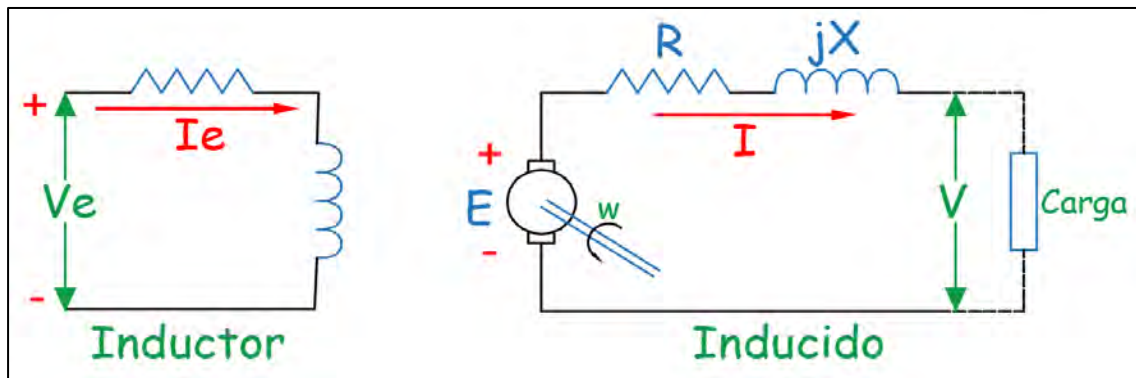 R
jX
+
Ie
I
+
Ve
E
w
V
Carga
-
-
Inductor
Inducido